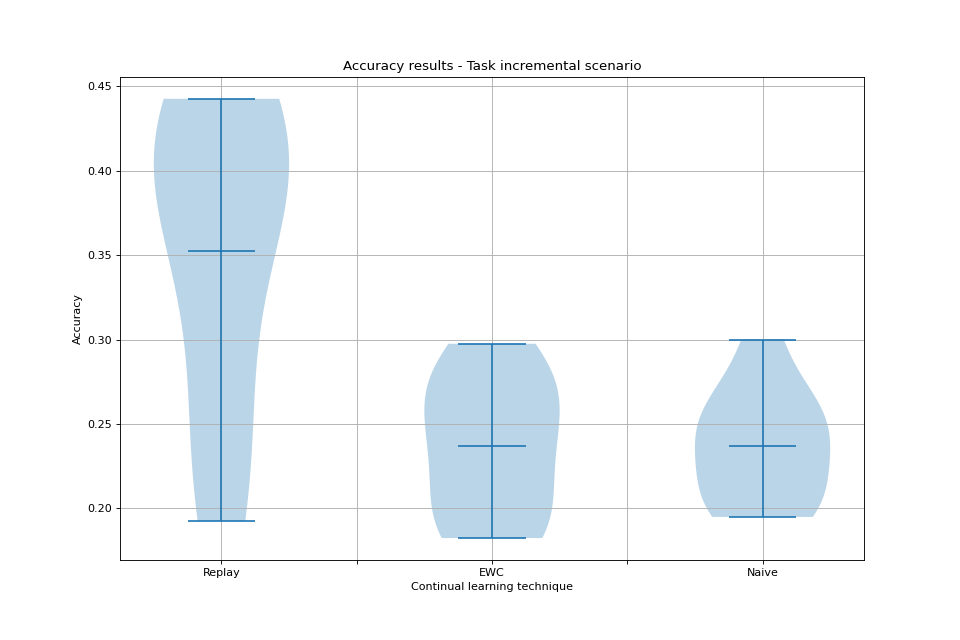 Accuracy results - Task incremental scenario
0.45
0.40
0.35
0.30
0.25
0.20
Accuracy
Replay
EWC
Naive
Continual learning technique